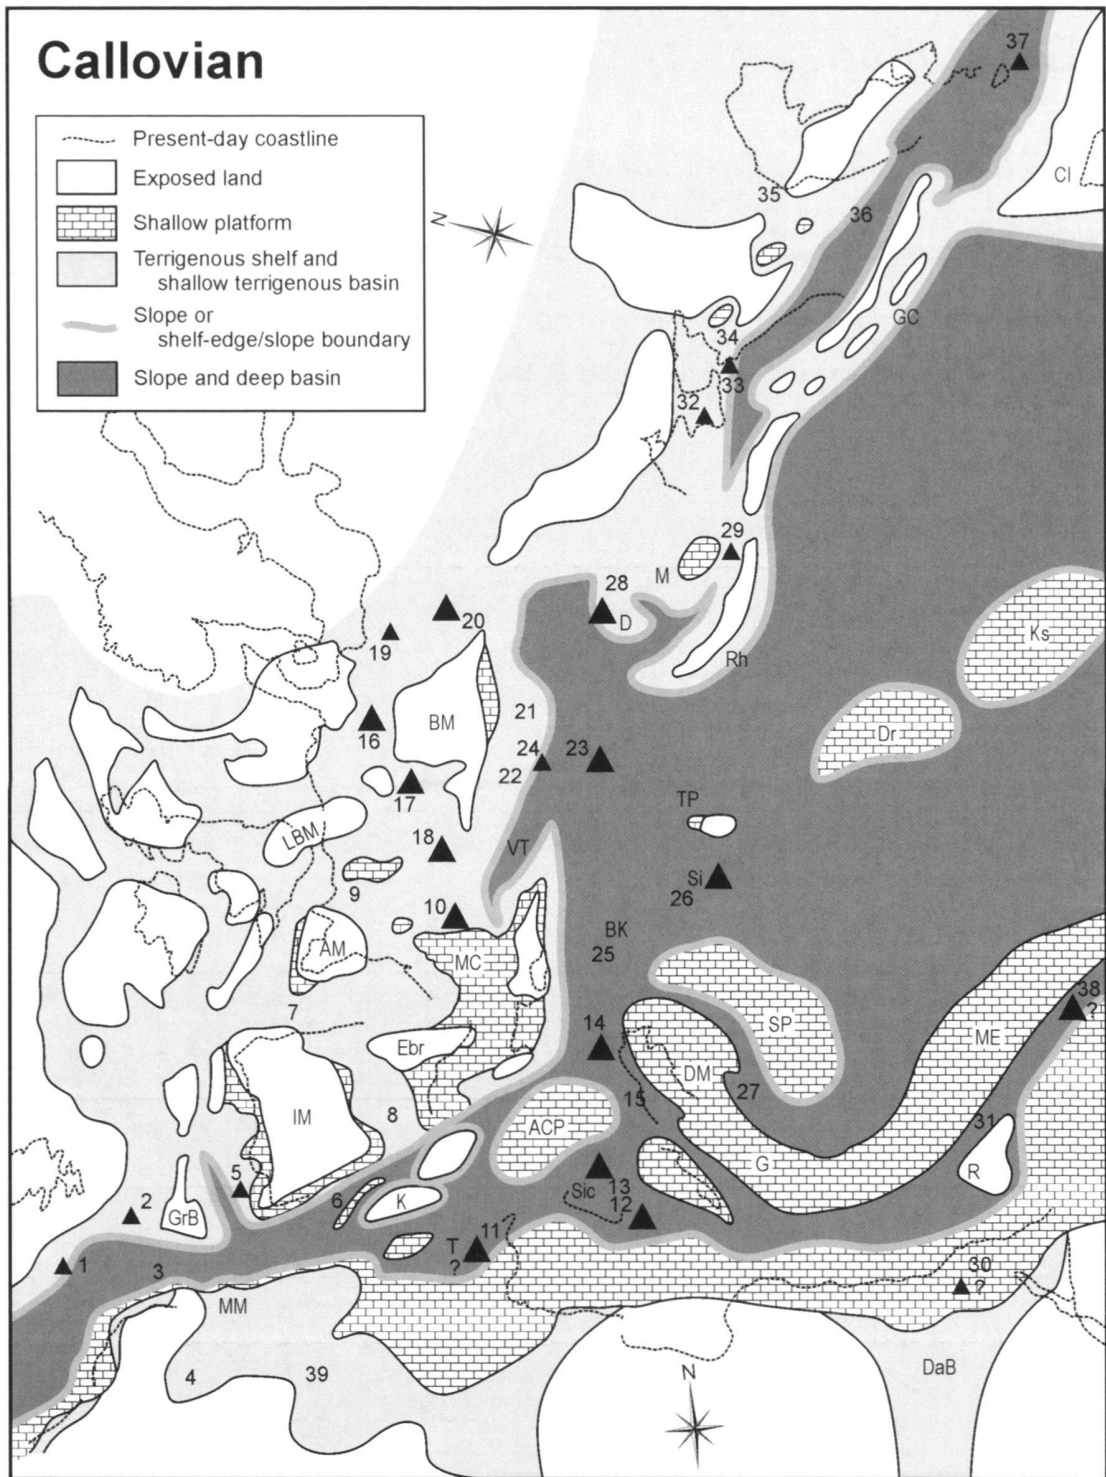 Callovian
Present-day coastline
Exposed land
Shallow platform
Terrigenous shelf and
shallow terrigenous basin
Slope or
shelf-edge/slope boundary
Slope and deep basin
N
37
CI
35
36
GC
34
33
32
29
M
28
D
Rh
20
19
Ks
21
BM
16
Dr
24
23
22
17
TP
LBM
18
VT
Si
26
9
10
BK
25
AM
MC
38
?
7
SP
ME
14
Ebr
DM
27
15
8
IM
ACP
31
G
R
5
6
K
Sic
13
12
2
GrB
T
?
11
1
3
30
?
MM
4
39
DaB
N